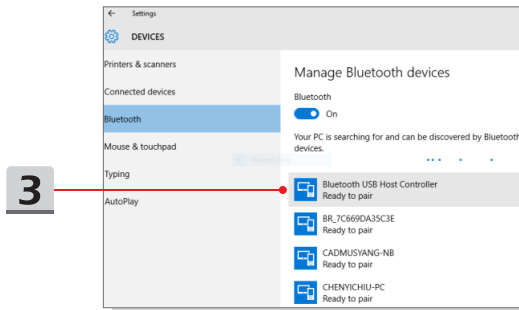 ← Settings
DEVICES
Printers & scanners
Connected devices
Bluetooth
Mouse & touchpad
Typing
AutoPlay
Manage Bluetooth devices
Bluetooth
On
Your PC is searching for and can be discovered by Bluetooth
devices.
3
Bluetooth USB Host Controller
Ready to pair
BR_7C669DA35C3E
Ready to pair
CADMUSYANG-NB
Ready to pair
CHENYICHIU-PC
Ready to pair